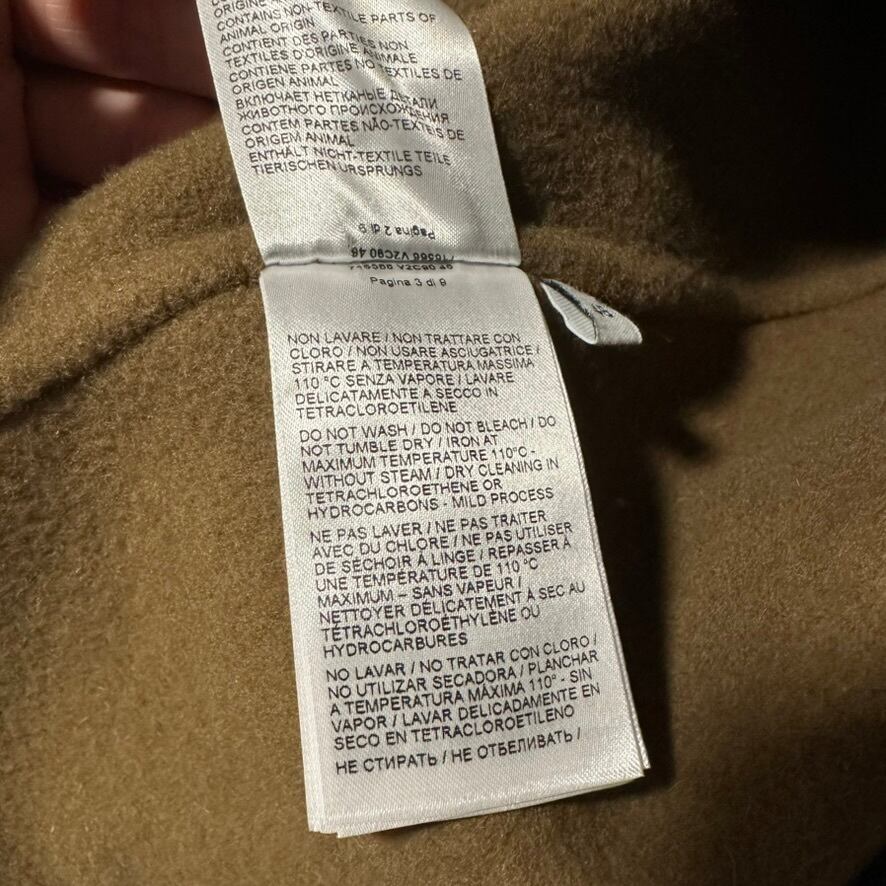 CONTAINS NON TEXTILE PARTS OF
ANIMAL ORIGIN
CONTIENT DES PARTIES NON
TEXTILES D'ORIGINE ANIMALE
CONTIENE PARTES NO TEXTILES DE
ORIGEN ANIMAL
ВКЛЮЧАЕТ НЕТКАНЫЕ ДЕТАЛИ
ЖИВОТНОГО ПРОИСХОЖДЕНИЯ
CONTEM PARTES NÃO-TEXTEIS DE
ORIGEM ANIMAL
ENTHÄLT NICHT-TEXTILE TEILE
TIERISCHEN URSPRUNGS
Pagina 2 di 9
V2C90 46
V2C90 46
Pagina 3 di 9
NON LAVARE / NON TRATTARE CON
CLORO / NON USARE ASCIUGATRICE /
STIRARE A TEMPERATURA MASSIMA
110 °C SENZA VAPORE / LAVARE
DELICATAMENTE A SECCO IN
TETRACLOROETILENE
DO NOT WASH / DO NOT BLEACH / DO
NOT TUMBLE DRY / IRON AT
MAXIMUM TEMPERATURE 110°C -
WITHOUT STEAM / DRY CLEANING IN
TETRACHLOROETHENE OR
HYDROCARBONS - MILD PROCESS
NE PAS LAVER / NE PAS TRAITER
AVEC DU CHLORE / NE PAS UTILISER
DE SÉCHOIR À LINGE / REPASSER À
UNE TEMPÉRATURE DE 110 °C
MAXIMUM – SANS VAPEUR /
NETTOYER DÉLICATEMENT À SEC AU
TÉTRACHLOROÉTHYLÈNE OU
HYDROCARBURES
NO LAVAR / NO TRATAR CON CLORO /
NO UTILIZAR SECADORA / PLANCHAR
A TEMPERATURA MÁXIMA 110° - SIN
VAPOR / LAVAR DELICADAMENTE EN
SECO EN TETRACLOROETILENO
НЕ СТИРАТЬ / НЕ ОТБЕЛИВАТЬ /